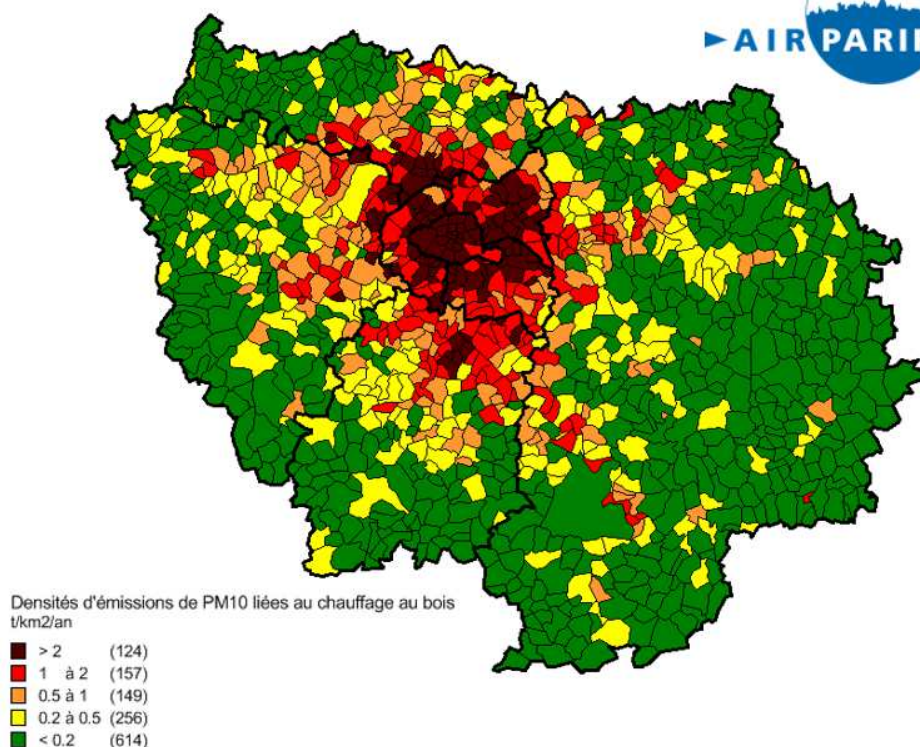 AIR
Densités d'émissions de PM10 liées au chauffage au bois
t/km2/an
> 2 (124)
1 à 2 (157)
0.5 à 1 (149)
0.2 à 0.5 (256)
< 0.2 (614)